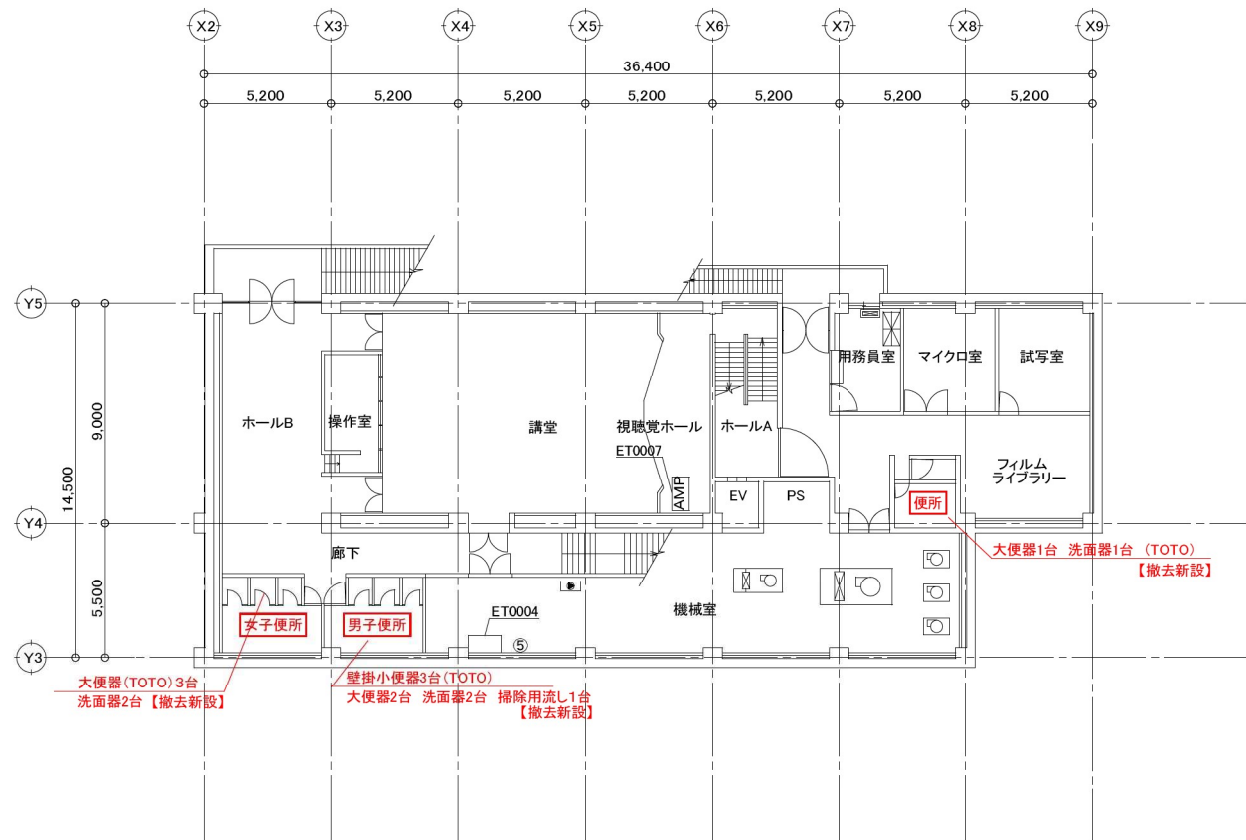 X2
X3
X4
X5
X6
X7
X8
X9
36,400
5,200
5,200
5,200
5,200
5,200
5,200
5,200
Y5
Y4
Y3
9,000
14,500
5,500
ホールB
操作室
講堂
視聴覚ホール
ET0007
AMP
ホールA
EV
PS
用務員室
マイクロ室
試写室
フィルム
ライブラリー
便所
大便器1台 洗面器1台 (TOTO)
【撤去新設】
廊下
女子便所
男子便所
ET0004
⑤
機械室
大便器(TOTO)3台
洗面器2台【撤去新設】
壁掛小便器3台(TOTO)
大便器2台 洗面器2台 掃除用流し1台
【撤去新設】